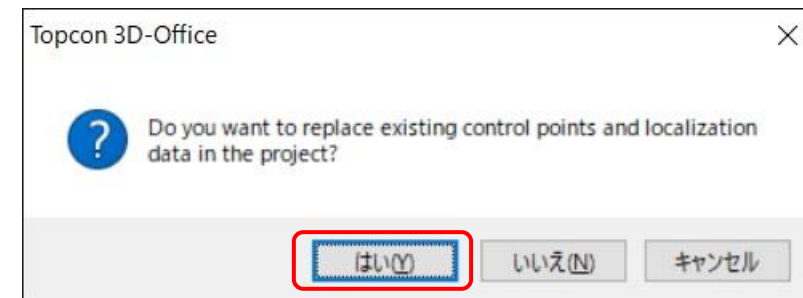 Topcon 3D-Office
Do you want to replace existing control points and localization
data in the project?
はい(Y)
いいえ(N)
キャンセル